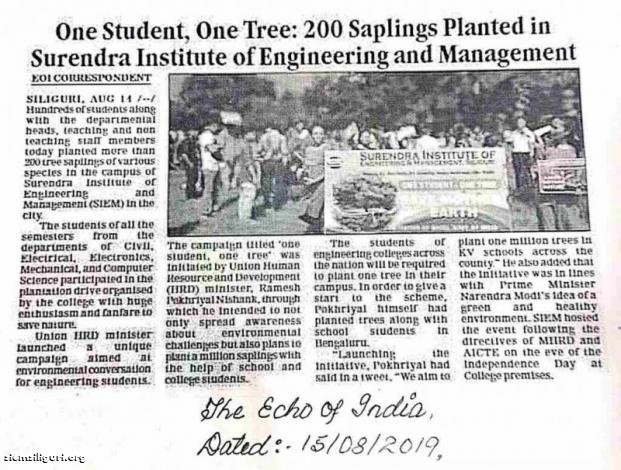 One Student, One Tree: 200 Saplings Planted in
Surendra Institute of Engineering and Management
EOI CORRESPONDENT
SILIGURI, AUG 14 /--/
Hundreds of students along
with the departmental
heads, teaching and non
teaching staff members
today planted more than
200 tree saplings of various
species in the campus of
Surendra Institute of
Engineering and
Management (SIEM) in the
city.
The students of all the
semesters from the
departments of Civil,
Electrical, Electronics,
Mechanical, and Computer
Science participated in the
plantation drive organised
by the college with huge
enthusiasm and fanfare to
save nature.
Union HRD minister
launched a unique
campaign aimed at
environmental conversation
for engineering students.
SURENDRA INSTITUTE OF
ENGINEERING & MANAGEMENT, SILIGURI
ONE STUDENT, ONE TREE
SAVE MOTHER
EARTH
The campaign titled 'one
student, one tree' was
initiated by Union Human
Resource and Development
(HRD) minister, Ramesh
Pokhriyal Nishank, through
which he intended to not
only spread awareness
about environmental
challenges but also plans to
plant a million saplings with
the help of school and
college students.
The students of
engineering colleges across
the nation will be required
to plant one tree in their
campus. In order to give a
start to the scheme,
Pokhriyal himself had
planted trees along with
school students in
Bengaluru.
"Launching the
initiative, Pokhriyal had
said in a tweet, "We aim to
plant one million trees in
KV schools across the
county." He also added that
the initiative was in lines
with Prime Minister
Narendra Modi's idea of a
green and healthy
environment. SIEM hosted
the event following the
directives of MHRD and
AICTE on the eve of the
Independence Day at
College premises.
The Echo of India,
Dated:- 15/08/2019,
siemsiliguri.org